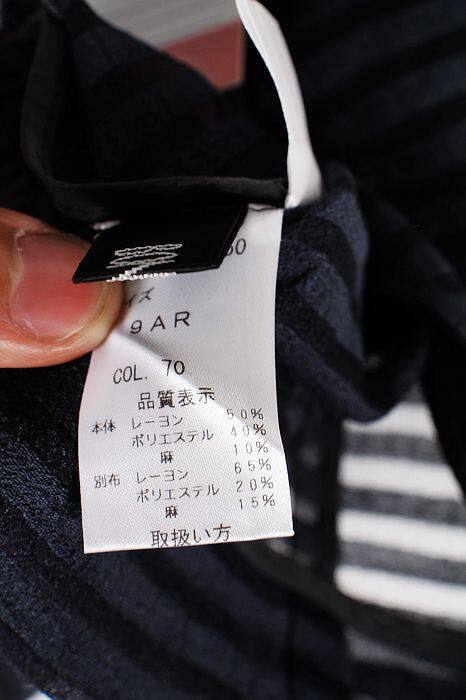 イズ
9AR
COL. 70
品質表示
本体 レーヨン 50%
ポリエステル 40%
麻 10%
別布 レーヨン 65%
ポリエステル 20%
麻 15%
取扱い方